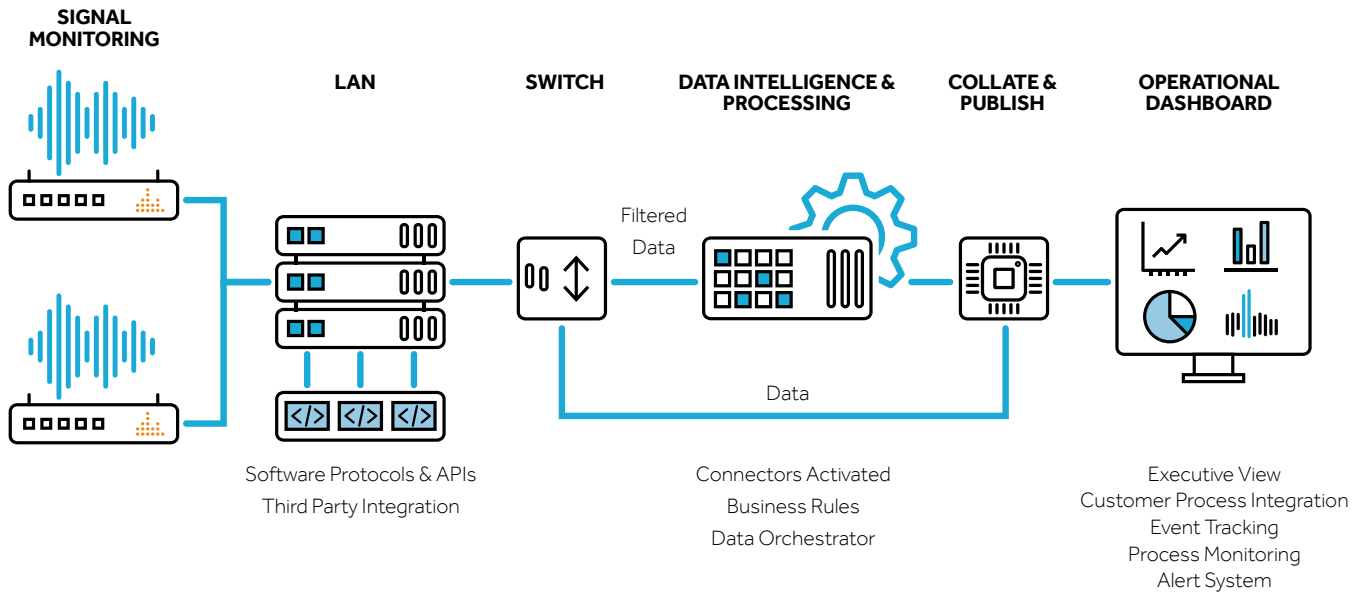 SIGNAL
MONITORING
LAN
SWITCH
DATA INTELLIGENCE &
PROCESSING
COLLATE &
PUBLISH
OPERATIONAL
DASHBOARD
Filtered
Data
Data
</>
</>
</>
Software Protocols & APIs
Third Party Integration
Connectors Activated
Business Rules
Data Orchestrator
Executive View
Customer Process Integration
Event Tracking
Process Monitoring
Alert System